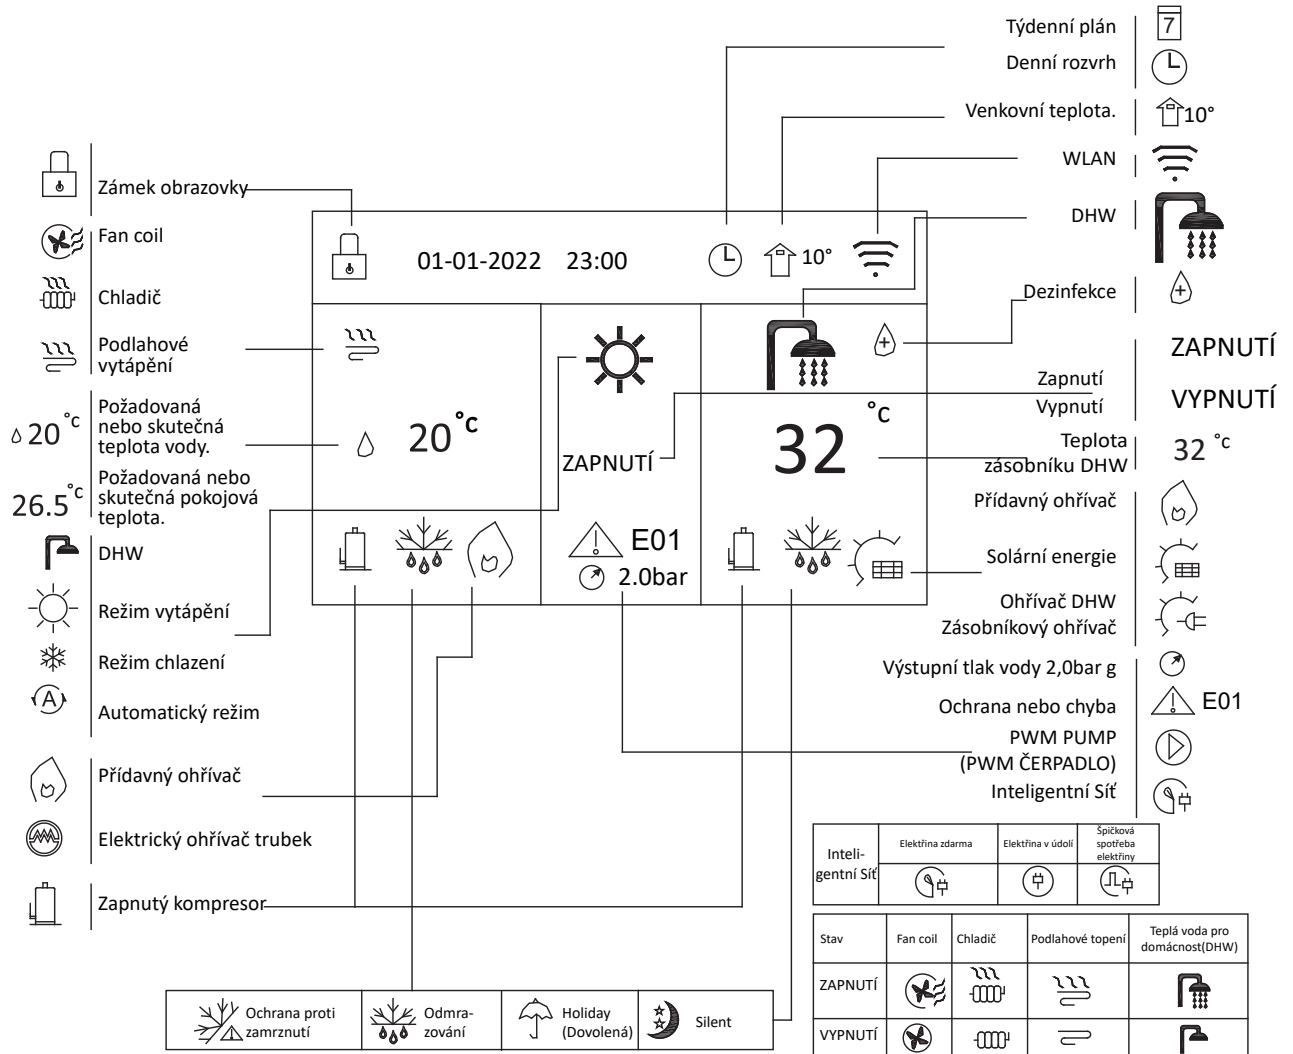 Týdenní plán
7
Denní rozvrh
Venkovní teplota.
10°
WLAN
DHW
Dezinfekce
Zapnutí
ZAPNUTÍ
Vypnutí
VYPNUTÍ
Teplota
zásobníku DHW
32 °c
Přídavný ohřívač
Solární energie
Ohřívač DHW
Zásobníkový ohřívač
Výstupní tlak vody 2,0bar g
Ochrana nebo chyba
E01
PWM PUMP
(PWM ČERPADLO)
Inteligentní Síť
Zámek obrazovky
Fan coil
Chladič
Podlahové
vytápění
20 °c
Požadovaná
nebo skutečná
teplota vody.
26.5°c
Požadovaná nebo
skutečná pokojová
teplota.
DHW
Režim vytápění
Režim chlazení
A
Automatický režim
Přídavný ohřívač
Elektrický ohřívač trubek
Zapnutý kompresor
01-01-2022 23:00
10°
20 °c
ZAPNUTÍ
E01
2.0bar
°c
32
Inteli-
gentní Síť
Elektřina zdarma
Elektřina v údolí
Špičková
spotřeba
elektřiny
Stav
Fan coil
Chladič
Podlahové topení
Teplá voda pro
domácnost(DHW)
ZAPNUTÍ
VYPNUTÍ
Ochrana proti
zamrznutí
Odmra-
zování
Holiday
(Dovolená)
Silent